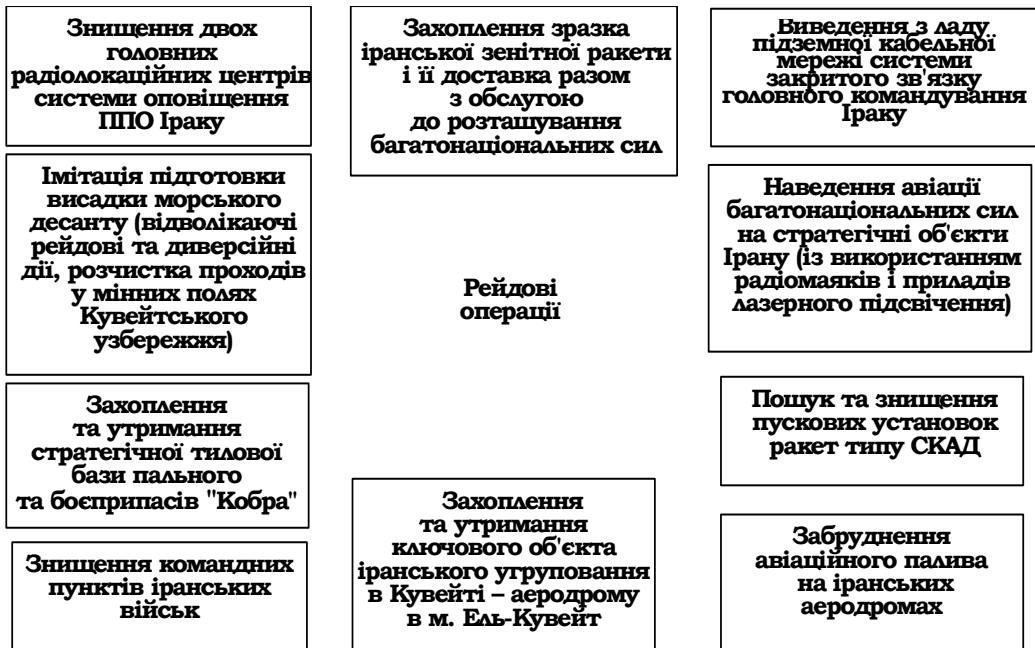 Знищення двох
головних
радіолокаційних центрів
системи оповіщення
ППО Іраку
Захоплення зразка
іранської зенітної ракети
і її доставка разом
з обслугою
до розташування
багатонаціональних сил
Виведення з ладу
підземної кабельної
мережі системи
закритого зв'язку
головного командування
Іраку
Імітація підготовки
висадки морського
десанту (відволікаючі
рейдові та диверсійні
дії, розчистка проходів
у мінних полях
Кувейтського
узбережжя)
Рейдові
операції
Наведення авіації
багатонаціональних сил
на стратегічні об'єкти
Ірану (із використанням
радіомаяків і приладів
лазерного підсвічення)
Захоплення
та утримання
стратегічної тилової
бази пального
та боєприпасів "Кобра"
Пошук та знищення
пускових установок
ракет типу СКАД
Знищення командних
пунктів іранських
військ
Захоплення
та утримання
ключового об'єкта
іранського угруповання
в Кувейті – аеродрому
в м. Ель-Кувейт
Забруднення
авіаційного палива
на іранських
аеродромах